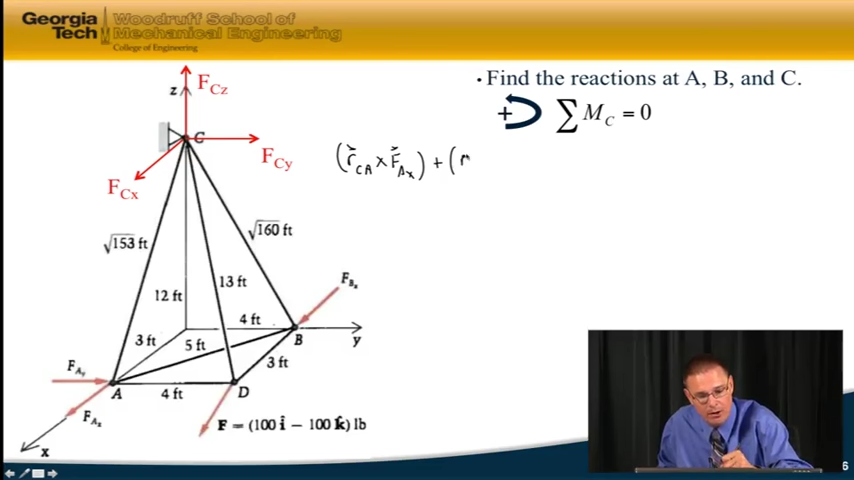 Georgia Tech
Woodruff School of
Mechanical Engineering
College of Engineering
• Find the reactions at A, B, and C.
+ ∑ M_C = 0
(r⃗_CA × F⃗_Ax) + (r
F_Cz
z
C
F_Cy
F_Cx
√153 ft
√160 ft
12 ft
13 ft
F_Bx
4 ft
3 ft
5 ft
B
y
3 ft
F_Ay
A
4 ft
D
F_Ax
F = (100 î − 100 k̂) lb
x
6